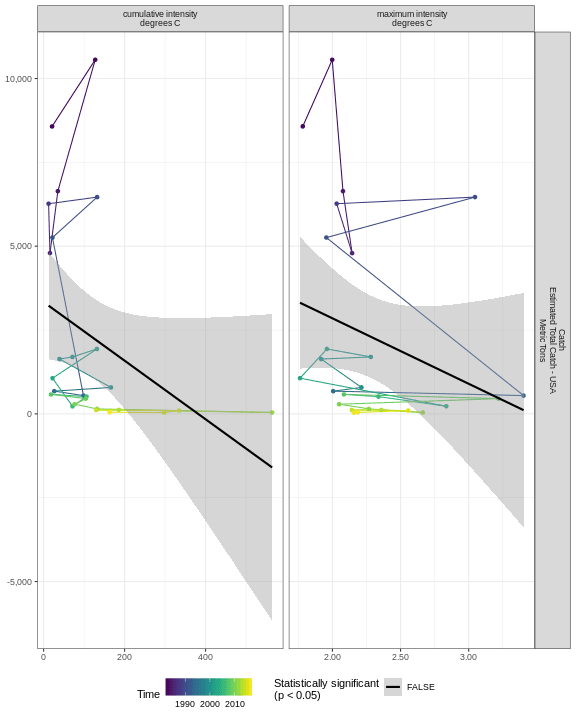 cumulative intensity
degrees C
maximum intensity
degrees C
10,000
5,000
0
-5,000
Catch
Estimated Total Catch - USA
Metric Tons
0
200
400
2.00
2.50
3.00
Time
1990
2000
2010
Statistically significant
(p < 0.05)
FALSE